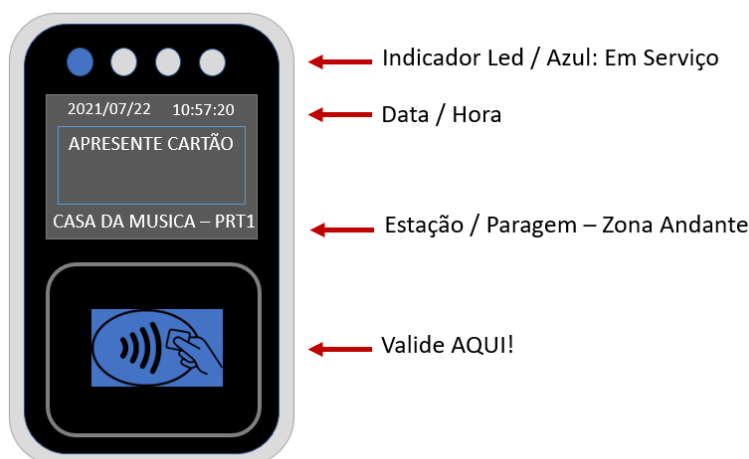 Indicador Led / Azul: Em Serviço
2021/07/22 10:57:20
Data / Hora
APRESENTE CARTÃO
CASA DA MUSICA – PRT1
Estação / Paragem – Zona Andante
Valide AQUI!